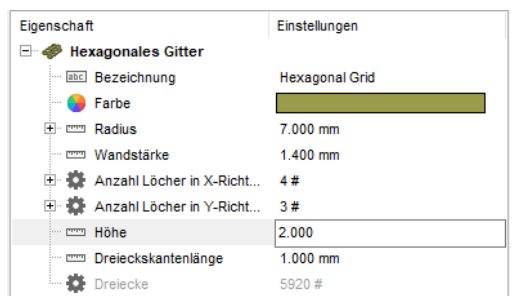 Eigenschaft Einstellungen
Hexagonales Gitter
abc Bezeichnung Hexagonal Grid
Farbe
Radius 7.000 mm
Wandstärke 1.400 mm
Anzahl Löcher in X-Richt... 4 #
Anzahl Löcher in Y-Richt... 3 #
Höhe 2.000
Dreieckskantenlänge 1.000 mm
Dreiecke 5920 #